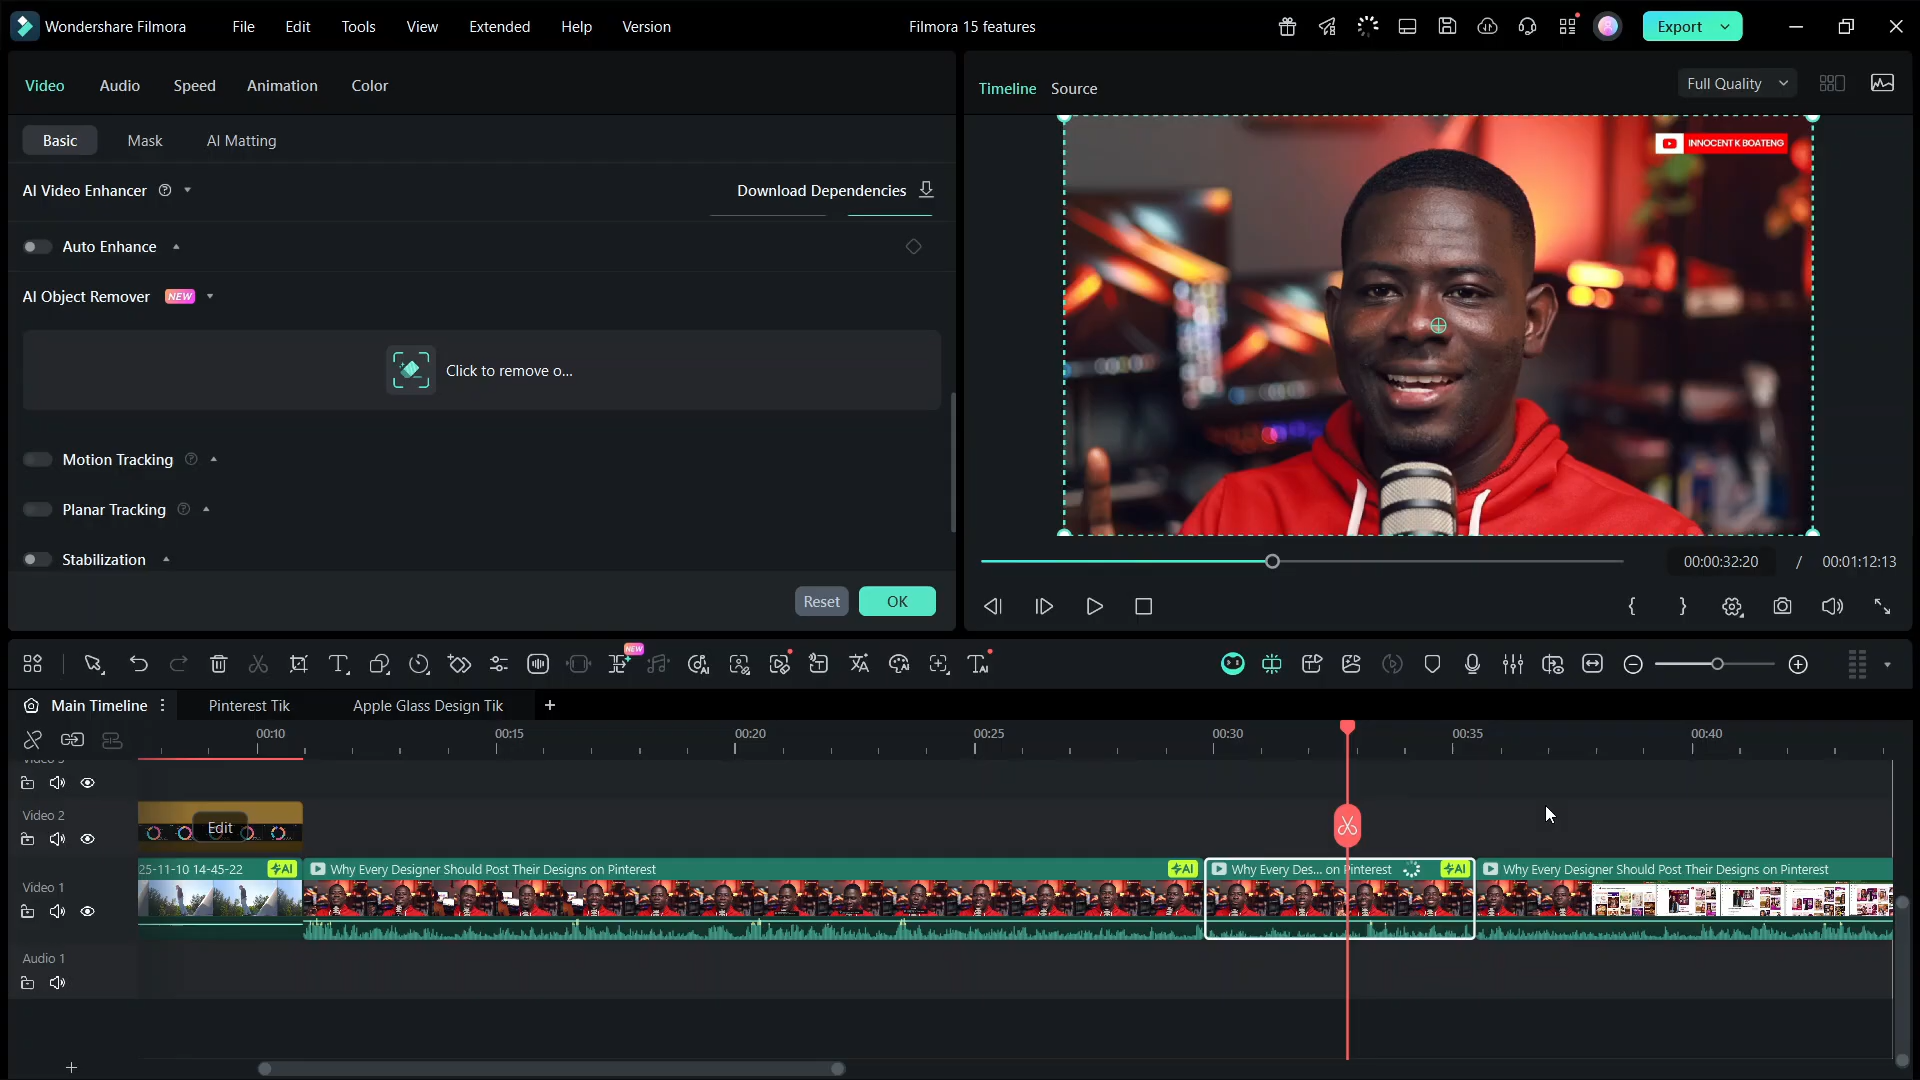 Wondershare Filmora File Edit Tools View Extended Help Version Filmora 15 features Export
Video Audio Speed Animation Color
Timeline Source Full Quality
Basic Mask AI Matting
INNOCENT K BOATENG
AI Video Enhancer Download Dependencies
Auto Enhance
AI Object Remover NEW
Click to remove o...
Motion Tracking
Planar Tracking
Stabilization
00:00:32:20 / 00:01:12:13
Reset OK
NEW
Main Timeline Pinterest Tik Apple Glass Design Tik
00:10 00:15 00:20 00:25 00:30 00:35 00:40
Video 2
Edit
25-11-10 14-45-22 AI Why Every Designer Should Post Their Designs on Pinterest AI Why Every Des... on Pinterest AI Why Every Designer Should Post Their Designs on Pinterest
Video 1
Audio 1